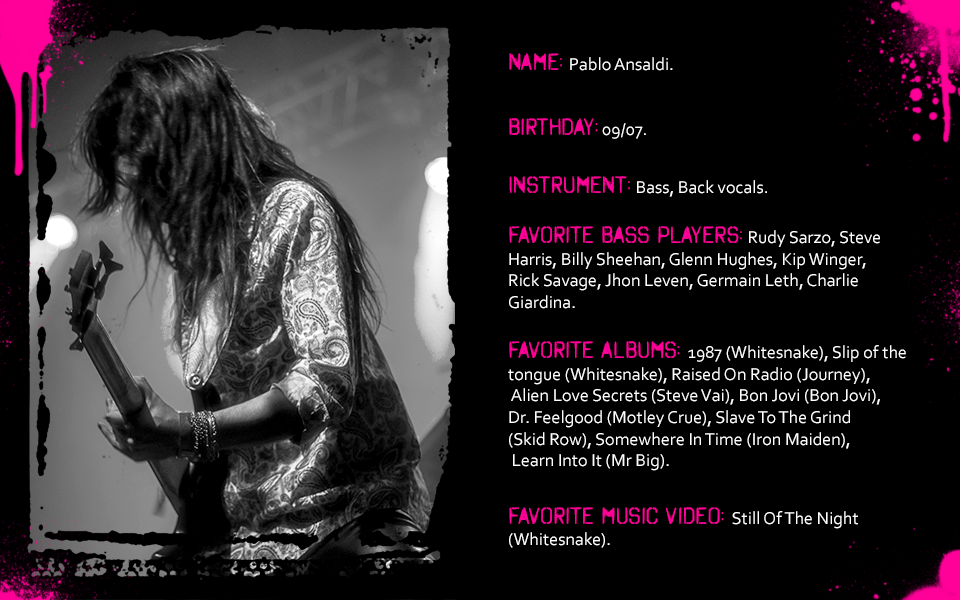 NAME: Pablo Ansaldi.
BIRTHDAY: 09/07.
INSTRUMENT: Bass, Back vocals.
FAVORITE BASS PLAYERS: Rudy Sarzo, Steve
Harris, Billy Sheehan, Glenn Hughes, Kip Winger,
Rick Savage, Jhon Leven, Germain Leth, Charlie
Giardina.
FAVORITE ALBUMS: 1987 (Whitesnake), Slip of the
tongue (Whitesnake), Raised On Radio (Journey),
Alien Love Secrets (Steve Vai), Bon Jovi (Bon Jovi),
Dr. Feelgood (Motley Crue), Slave To The Grind
(Skid Row), Somewhere In Time (Iron Maiden),
Learn Into It (Mr Big).
FAVORITE MUSIC VIDEO: Still Of The Night
(Whitesnake).